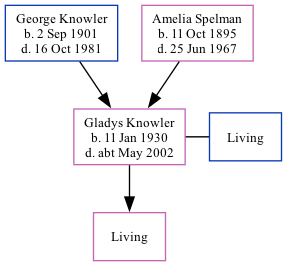 George Knowler
b. 2 Sep 1901
d. 16 Oct 1981
Amelia Spelman
b. 11 Oct 1895
d. 25 Jun 1967
Gladys Knowler
b. 11 Jan 1930
d. abt May 2002
Living
Living